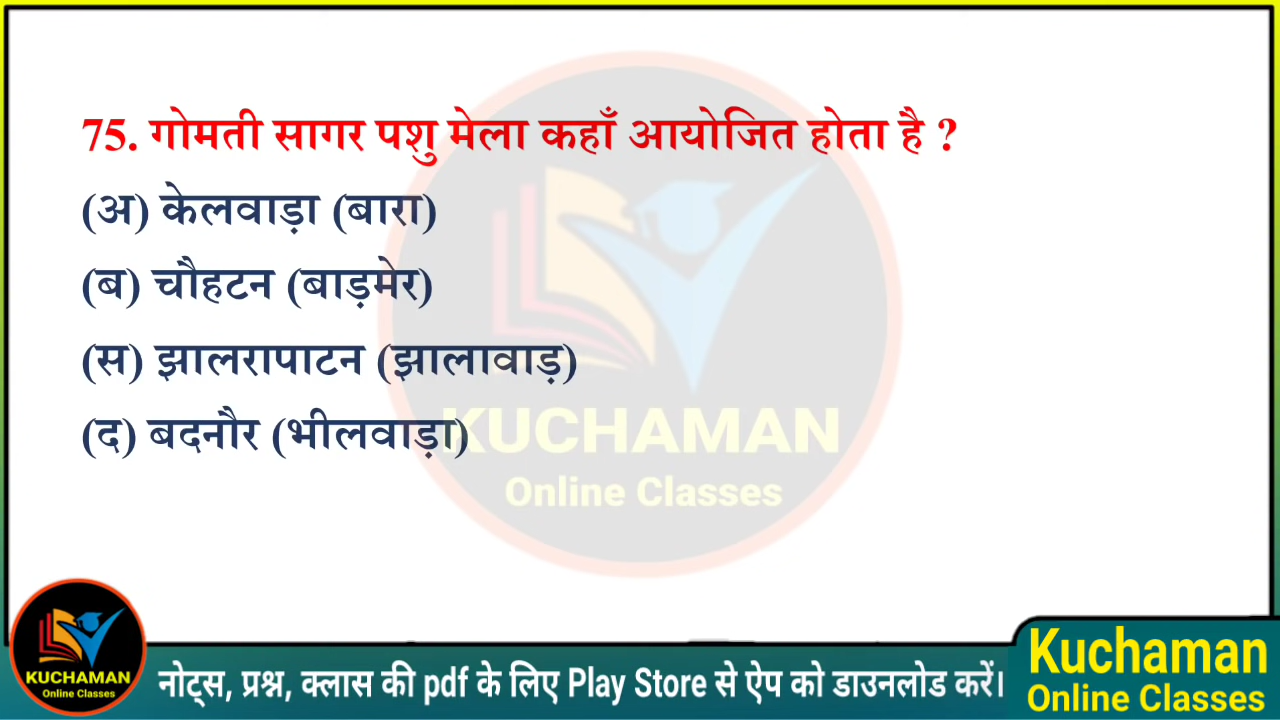 75. गोमती सागर पशु मेला कहाँ आयोजित होता है ?
(अ) केलवाड़ा (बारा)
(ब) चौहटन (बाड़मेर)
(स) झालरापाटन (झालावाड़)
(द) बदनौर (भीलवाड़ा)
KUCHAMAN
Online Classes
KUCHAMAN
Online Classes
नोट्स, प्रश्न, क्लास की pdf के लिए Play Store से ऐप को डाउनलोड करें।
Kuchaman
Online Classes